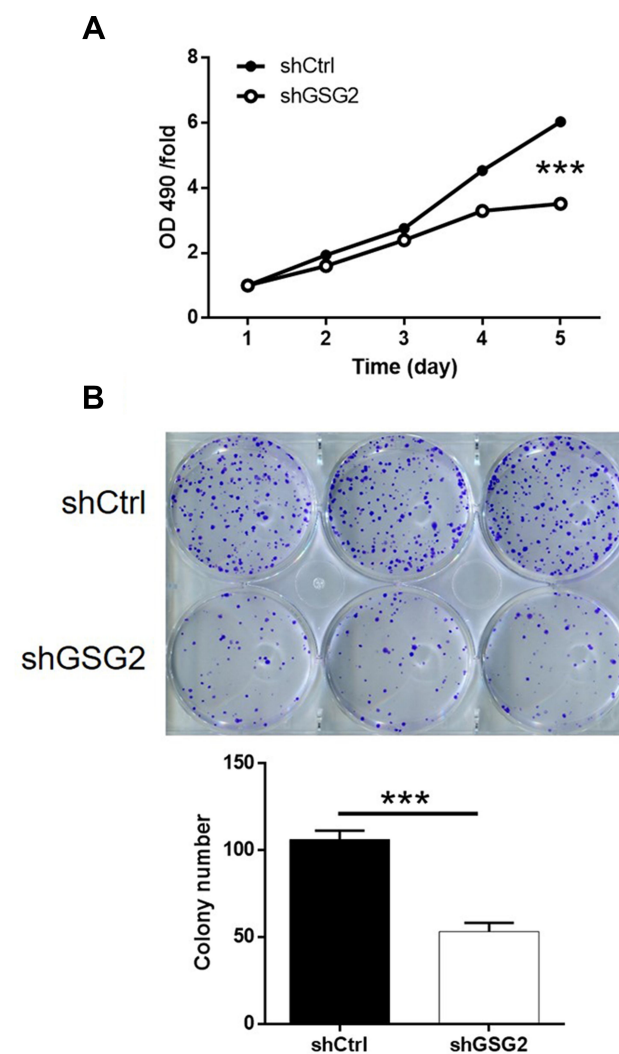 A
8
6
4
2
0
OD 490 /fold
shCtrl
shGSG2
***
1 2 3 4 5
Time (day)
B
shCtrl
shGSG2
150
100
50
0
Colony number
***
shCtrl shGSG2